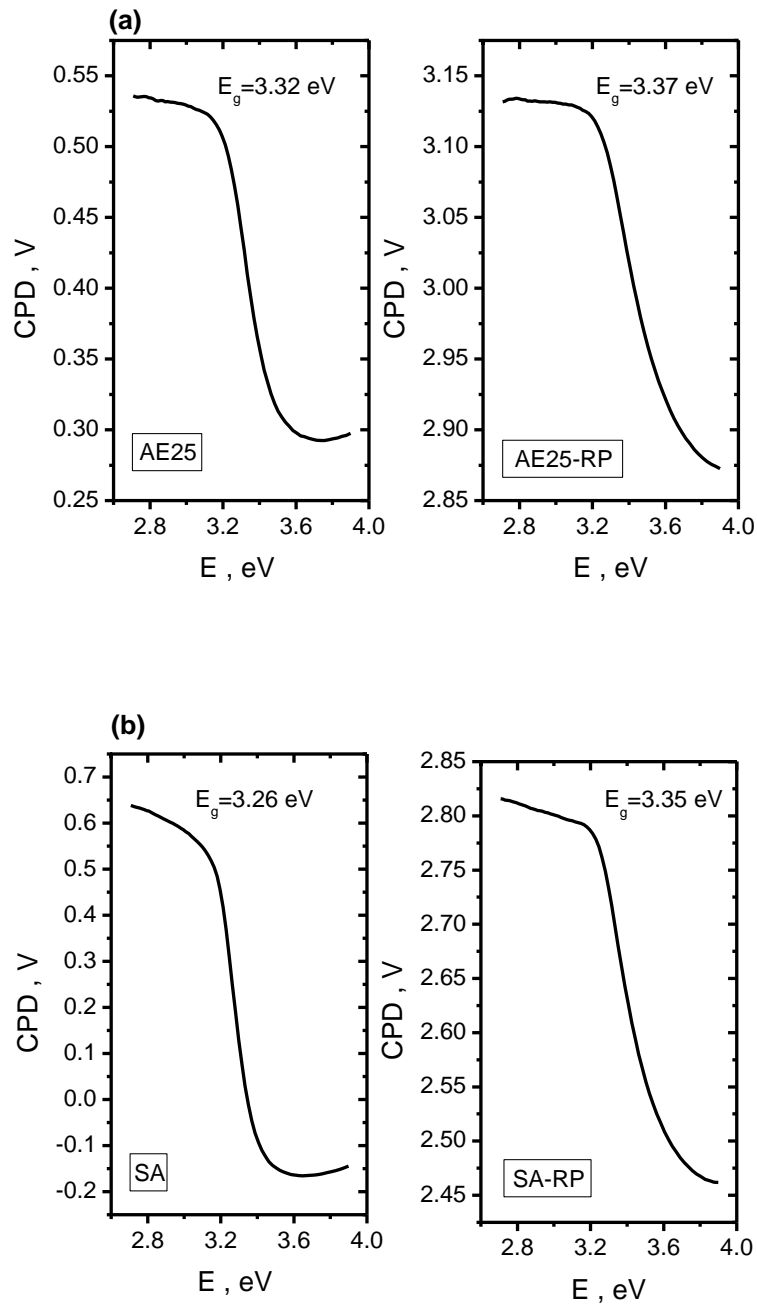 (a)
E_g=3.32 eV
0.55
0.50
0.45
0.40
0.35
0.30
0.25
CPD , V
AE25
2.8 3.2 3.6 4.0
E , eV
E_g=3.37 eV
3.15
3.10
3.05
3.00
2.95
2.90
2.85
CPD , V
AE25-RP
2.8 3.2 3.6 4.0
E , eV
(b)
E_g=3.26 eV
0.7
0.6
0.5
0.4
0.3
0.2
0.1
0.0
-0.1
-0.2
CPD , V
SA
2.8 3.2 3.6 4.0
E , eV
E_g=3.35 eV
2.85
2.80
2.75
2.70
2.65
2.60
2.55
2.50
2.45
CPD , V
SA-RP
2.8 3.2 3.6 4.0
E , eV